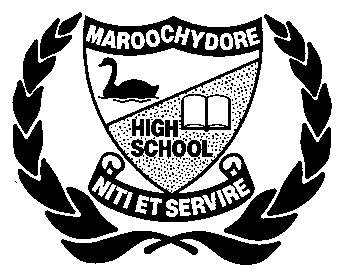 MAROOCHYDORE
HIGH
SCHOOL
NITI ET SERVIRE